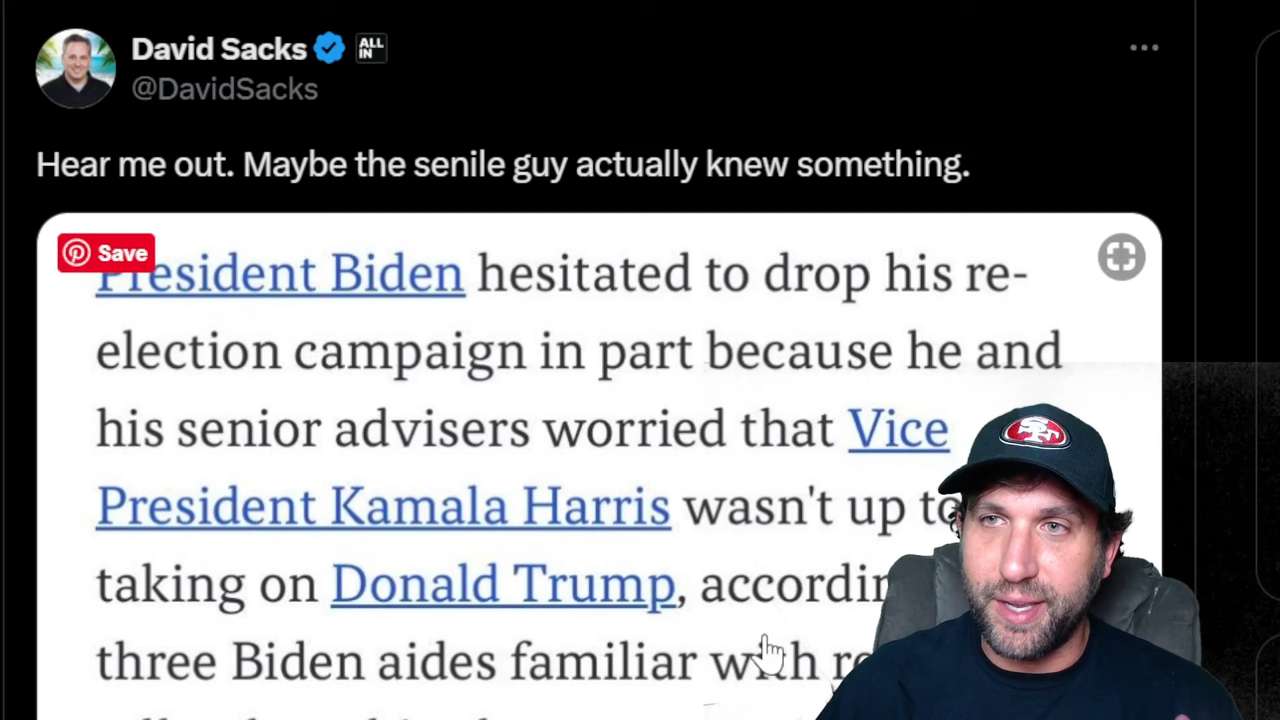 David Sacks ALL IN
@DavidSacks
Hear me out. Maybe the senile guy actually knew something.
Save
President Biden hesitated to drop his re-
election campaign in part because he and
his senior advisers worried that Vice
President Kamala Harris wasn't up to
taking on Donald Trump,
three Biden aides familiar with
SF